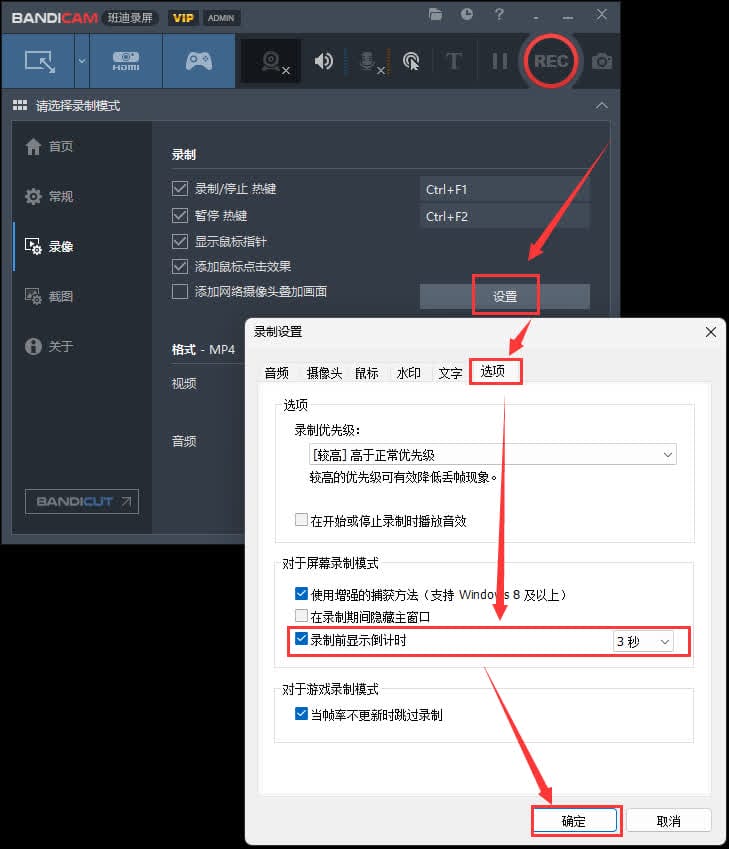 BANDICAM 班迪录屏 VIP ADMIN
HDMI T REC
请选择录制模式
首页
常规
录像
截图
关于
BANDICUT
录制
录制/停止 热键 Ctrl+F1
暂停 热键 Ctrl+F2
显示鼠标指针
添加鼠标点击效果
添加网络摄像头叠加画面
设置
格式 - MP4
视频
音频
录制设置
音频 摄像头 鼠标 水印 文字 选项
选项
录制优先级：
[较高] 高于正常优先级
较高的优先级可有效降低丢帧现象。
在开始或停止录制时播放音效
对于屏幕录制模式
使用增强的捕获方法（支持 Windows 8 及以上）
在录制期间隐藏主窗口
录制前显示倒计时 3 秒
对于游戏录制模式
当帧率不更新时跳过录制
确定 取消